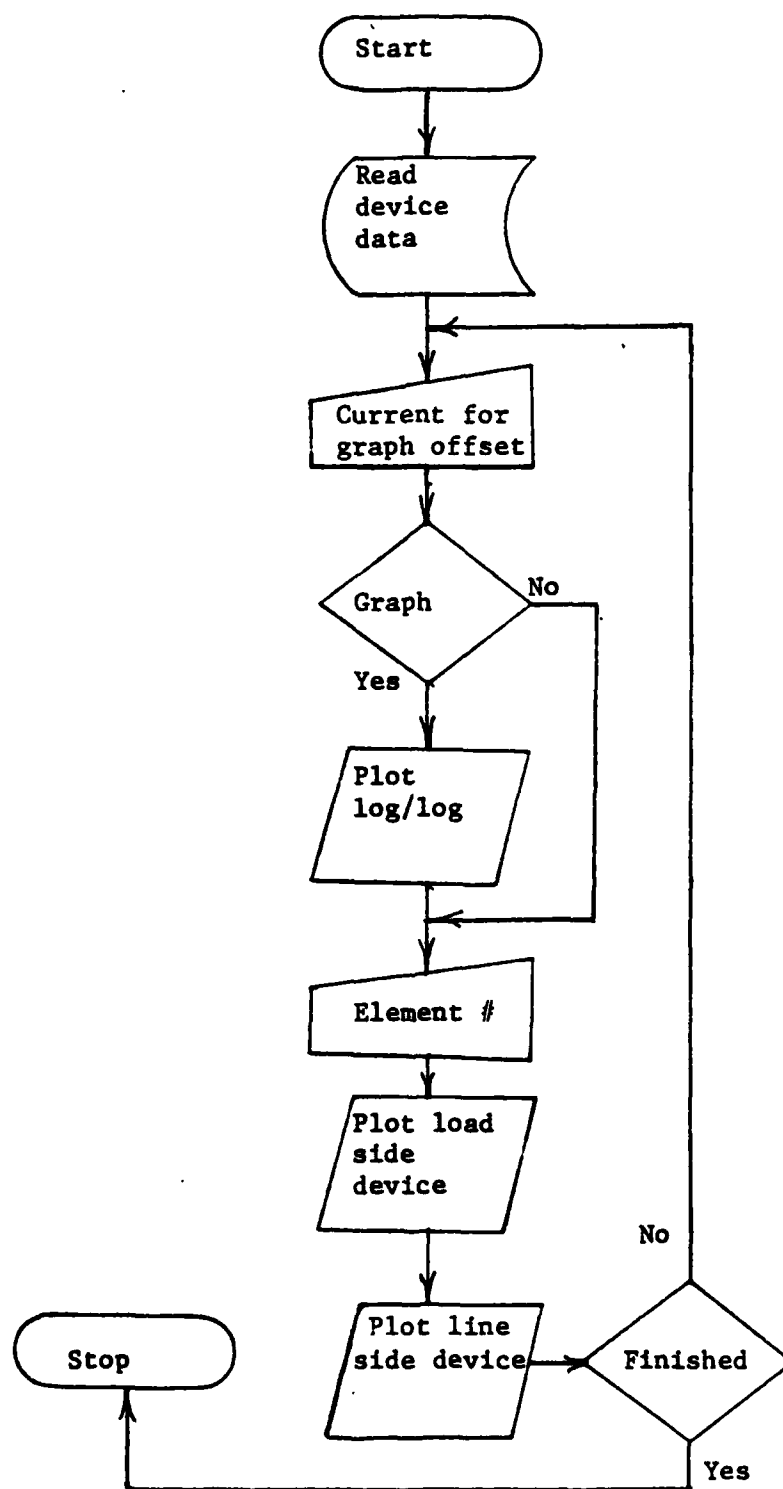 Start
Read
device
data
Current for
graph offset
Graph
No
Yes
Plot
log/log
Element #
Plot load
side
device
No
Plot line
side device
Finished
Stop
Yes